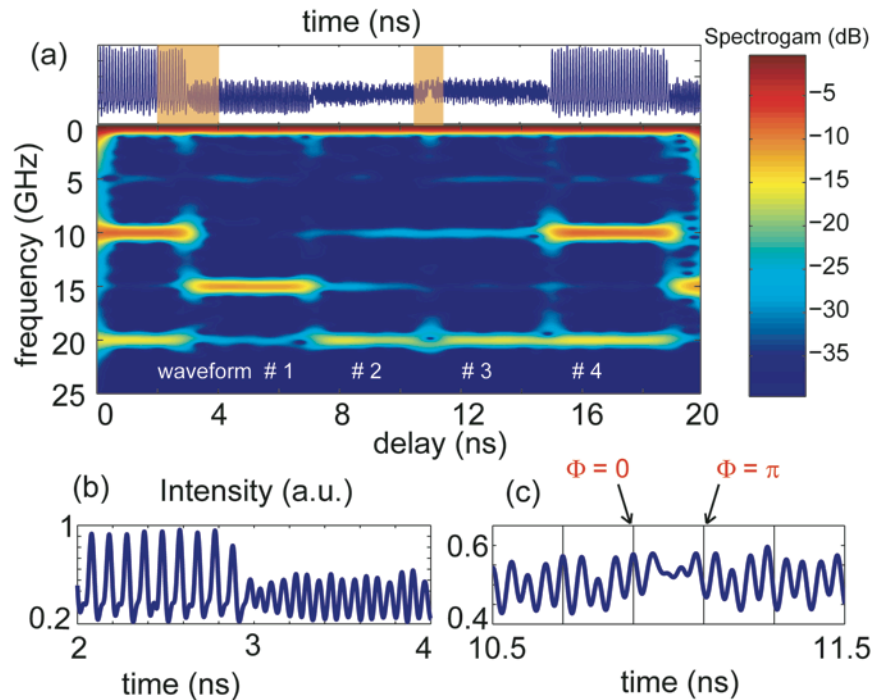 time (ns)
Spectrogam (dB)
(a)
0
5
10
15
20
25
frequency (GHz)
−5
−10
−15
−20
−25
−30
−35
waveform # 1 # 2 # 3 # 4
0 4 8 12 16 20
delay (ns)
(b) Intensity (a.u.)
1
0.2
2 3 4
time (ns)
(c)
Φ = 0 Φ = π
0.6
0.4
10.5 11.5
time (ns)